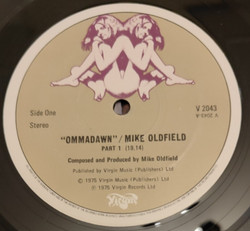 Side One
Stereo
V 2043
"OMMADAWN" / MIKE OLDFIELD
PART 1 (18.14)
Composed and Produced by Mike Oldfield
Published by Virgin Music (Publishers) Ltd
℗ 1975 Virgin Music (Publishers) Ltd
© 1975 Virgin Records Ltd
Virgin